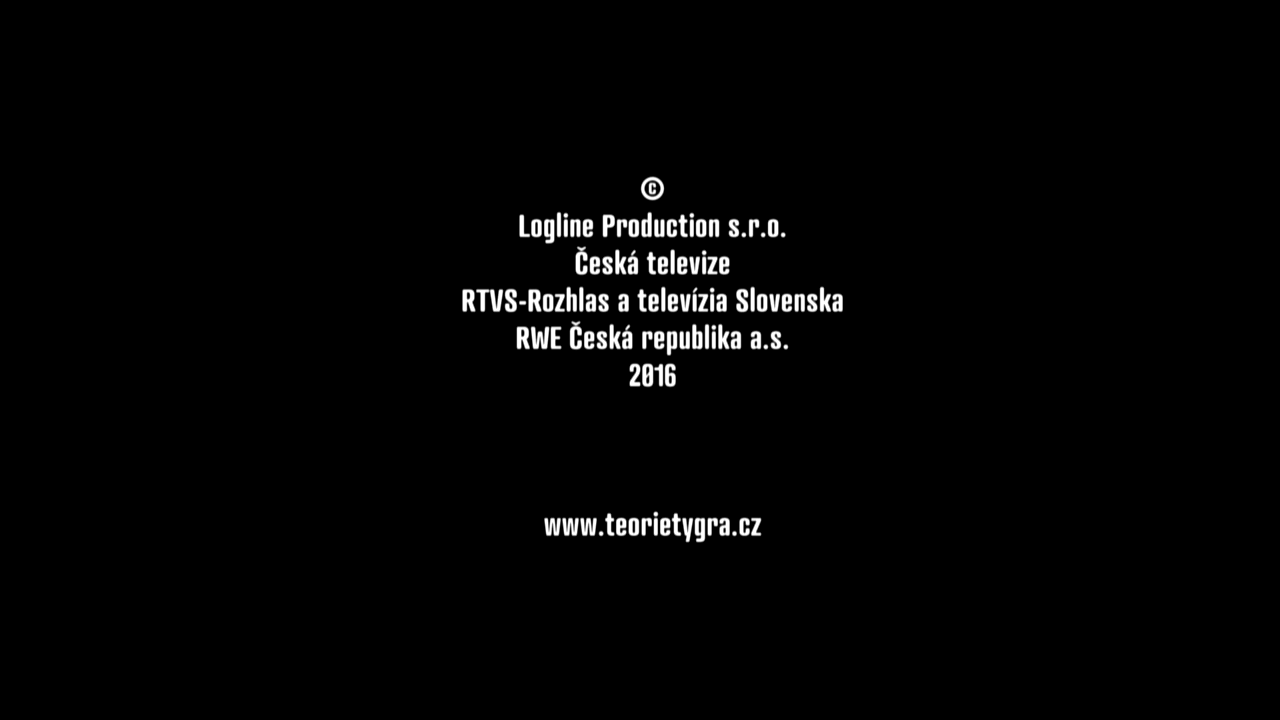 ©
Logline Production s.r.o.
Česká televize
RTVS-Rozhlas a televízia Slovenska
RWE Česká republika a.s.
2016
www.teorietygra.cz